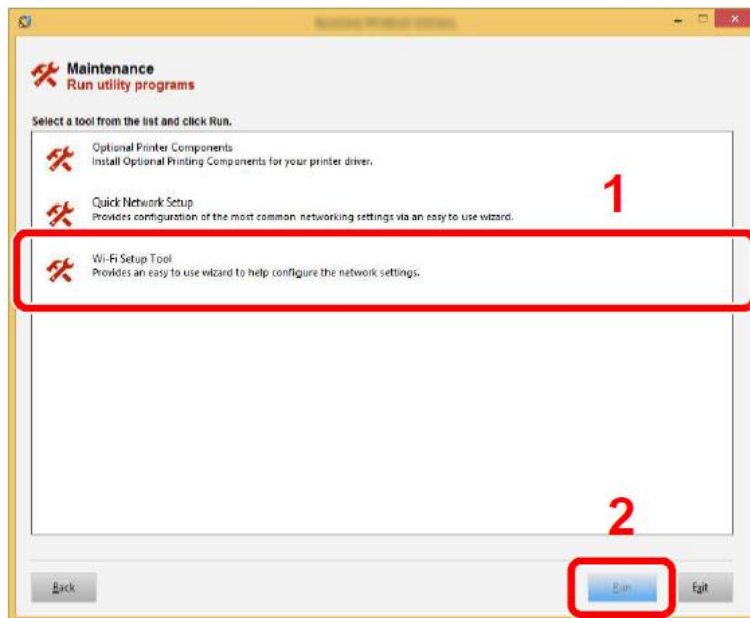 Maintenance
Run utility programs
Select a tool from the list and click Run.
Optional Printer Components
Install Optional Printing Components for your printer driver.
1
Quick Network Setup
Provides configuration of the most common networking settings via an easy to use wizard.
Wi-Fi Setup Tool
Provides an easy to use wizard to help configure the network settings.
2
Back
Run
Exit